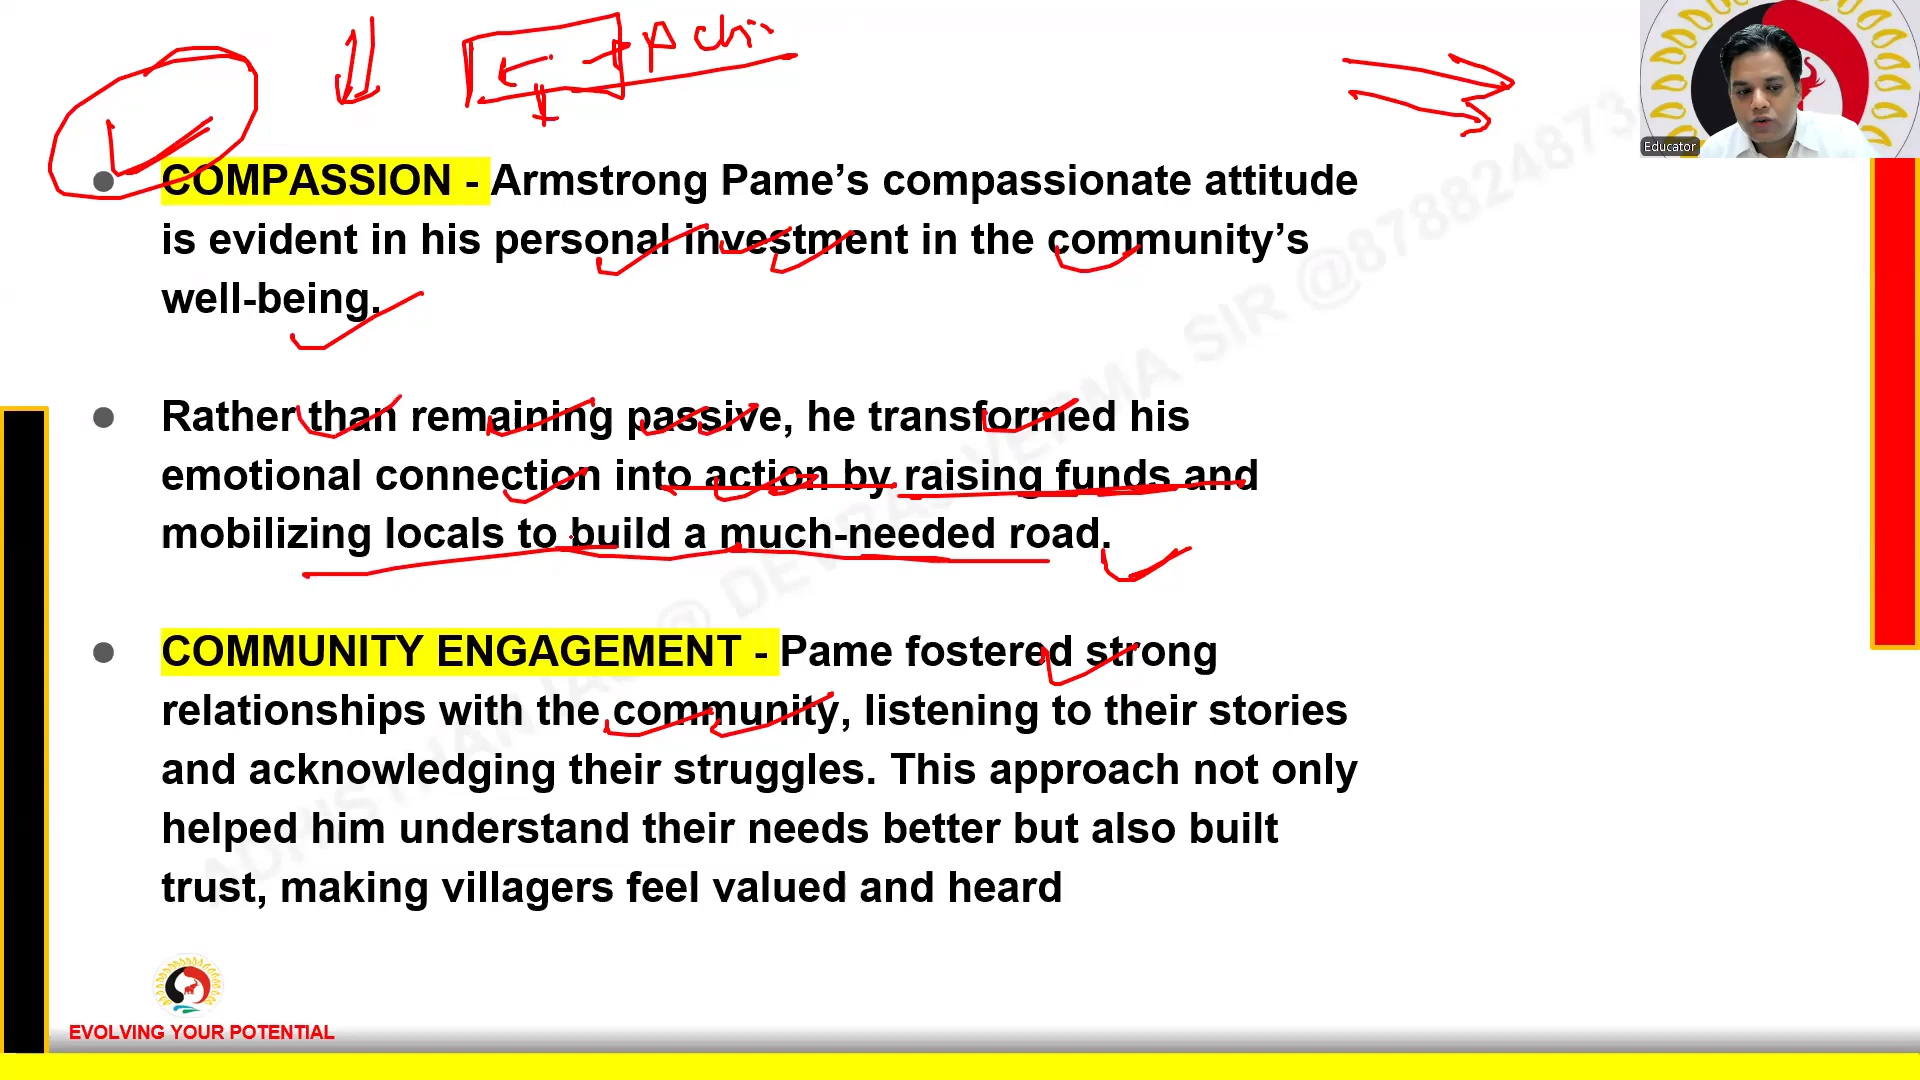 Educator
COMPASSION - Armstrong Pame’s compassionate attitude
is evident in his personal investment in the community’s
well-being.
Rather than remaining passive, he transformed his
emotional connection into action by raising funds and
mobilizing locals to build a much-needed road.
COMMUNITY ENGAGEMENT - Pame fostered strong
relationships with the community, listening to their stories
and acknowledging their struggles. This approach not only
helped him understand their needs better but also built
trust, making villagers feel valued and heard
EVOLVING YOUR POTENTIAL